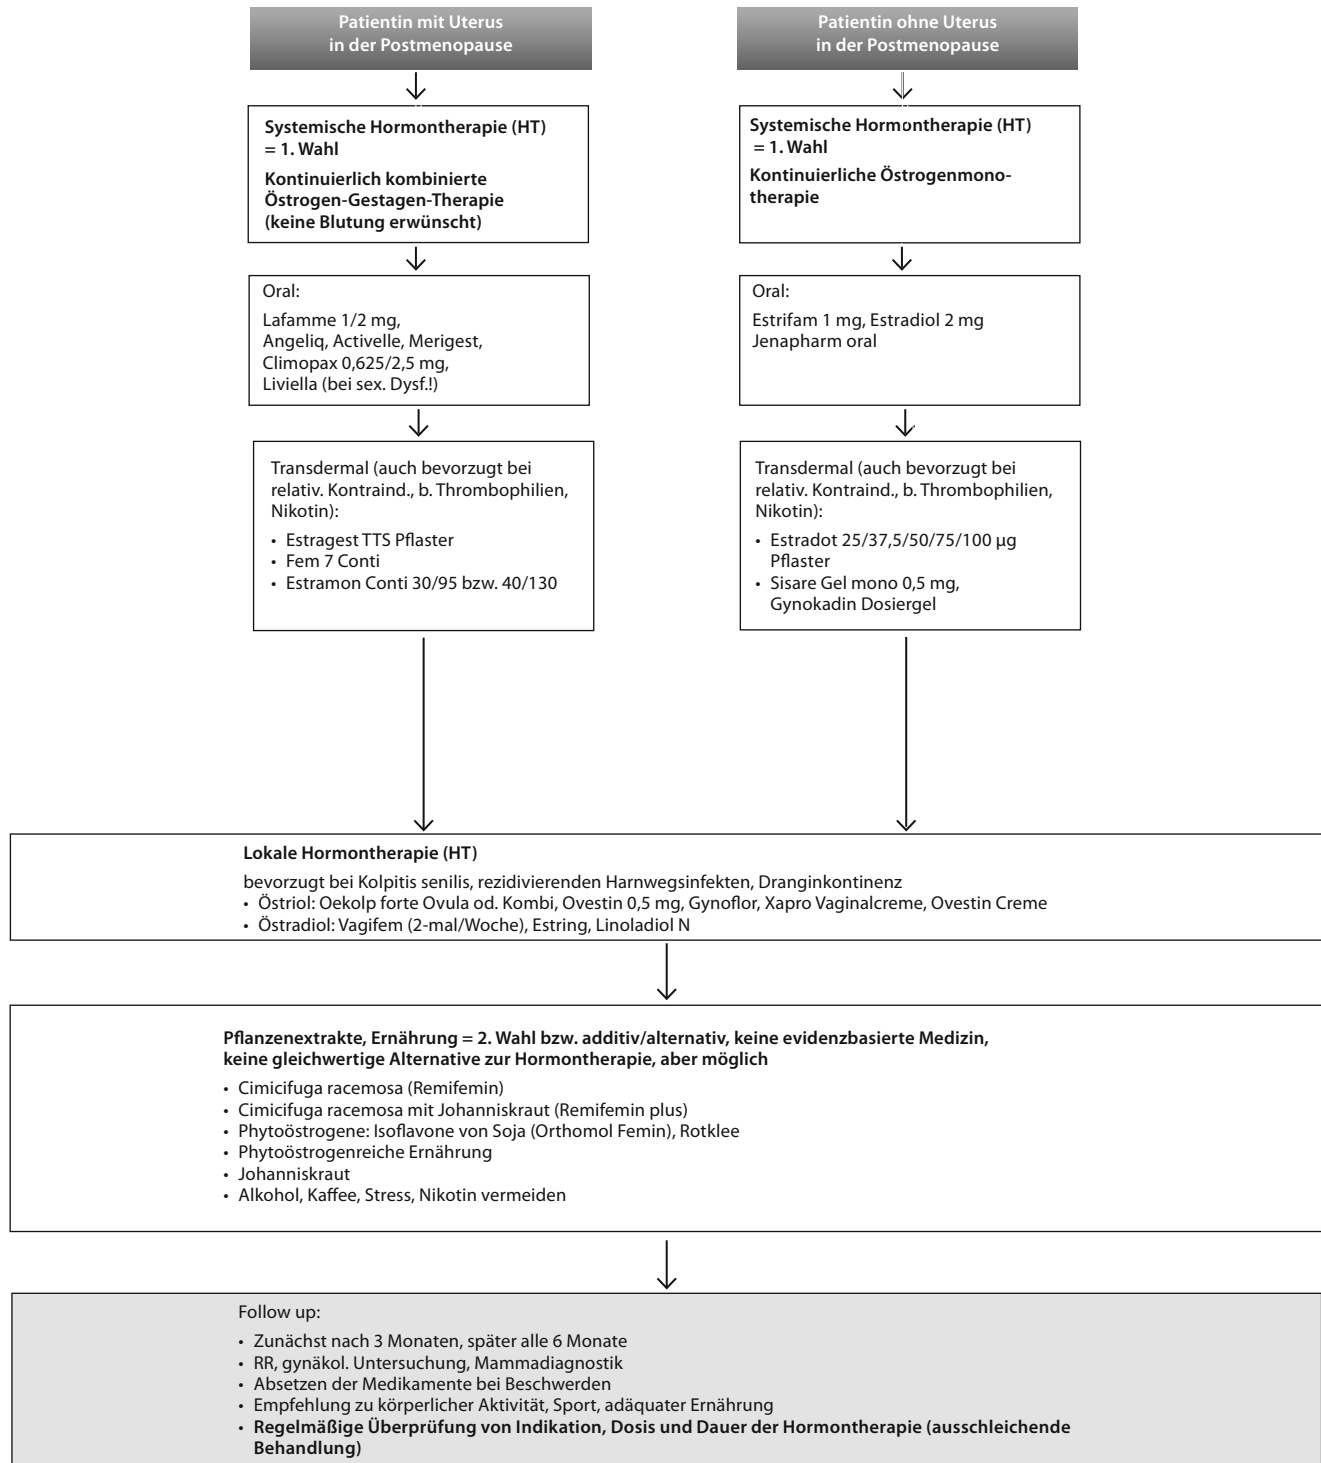 Patientin mit Uterus
in der Postmenopause
Systemische Hormontherapie (HT)
= 1. Wahl
Kontinuierlich kombinierte
Östrogen-Gestagen-Therapie
(keine Blutung erwünscht)
Oral:
Lafamme 1/2 mg,
Angeliq, Activelle, Merigest,
Climopax 0,625/2,5 mg,
Liviella (bei sex. Dysf.!)
Transdermal (auch bevorzugt bei
relativ. Kontraind., b. Thrombophilien,
Nikotin):
• Estragest TTS Pflaster
• Fem 7 Conti
• Estramon Conti 30/95 bzw. 40/130
Patientin ohne Uterus
in der Postmenopause
Systemische Hormontherapie (HT)
= 1. Wahl
Kontinuierliche Östrogenmono-
therapie
Oral:
Estrifam 1 mg, Estradiol 2 mg
Jenapharm oral
Transdermal (auch bevorzugt bei
relativ. Kontraind., b. Thrombophilien,
Nikotin):
• Estradot 25/37,5/50/75/100 µg
Pflaster
• Sisare Gel mono 0,5 mg,
Gynokadin Dosiergel
Lokale Hormontherapie (HT)
bevorzugt bei Kolpitis senilis, rezidivierenden Harnwegsinfekten, Dranginkontinenz
• Östriol: Oekolp forte Ovula od. Kombi, Ovestin 0,5 mg, Gynoflor, Xapro Vaginalcreme, Ovestin Creme
• Östradiol: Vagifem (2-mal/Woche), Estring, Linoladiol N
Pflanzenextrakte, Ernährung = 2. Wahl bzw. additiv/alternativ, keine evidenzbasierte Medizin,
keine gleichwertige Alternative zur Hormontherapie, aber möglich
• Cimicifuga racemosa (Remifemin)
• Cimicifuga racemosa mit Johanniskraut (Remifemin plus)
• Phytoöstrogene: Isoflavone von Soja (Orthomol Femin), Rotklee
• Phytoöstrogenreiche Ernährung
• Johanniskraut
• Alkohol, Kaffee, Stress, Nikotin vermeiden
Follow up:
• Zunächst nach 3 Monaten, später alle 6 Monate
• RR, gynäkol. Untersuchung, Mammadiagnostik
• Absetzen der Medikamente bei Beschwerden
• Empfehlung zu körperlicher Aktivität, Sport, adäquater Ernährung
• Regelmäßige Überprüfung von Indikation, Dosis und Dauer der Hormontherapie (ausschleichende
Behandlung)